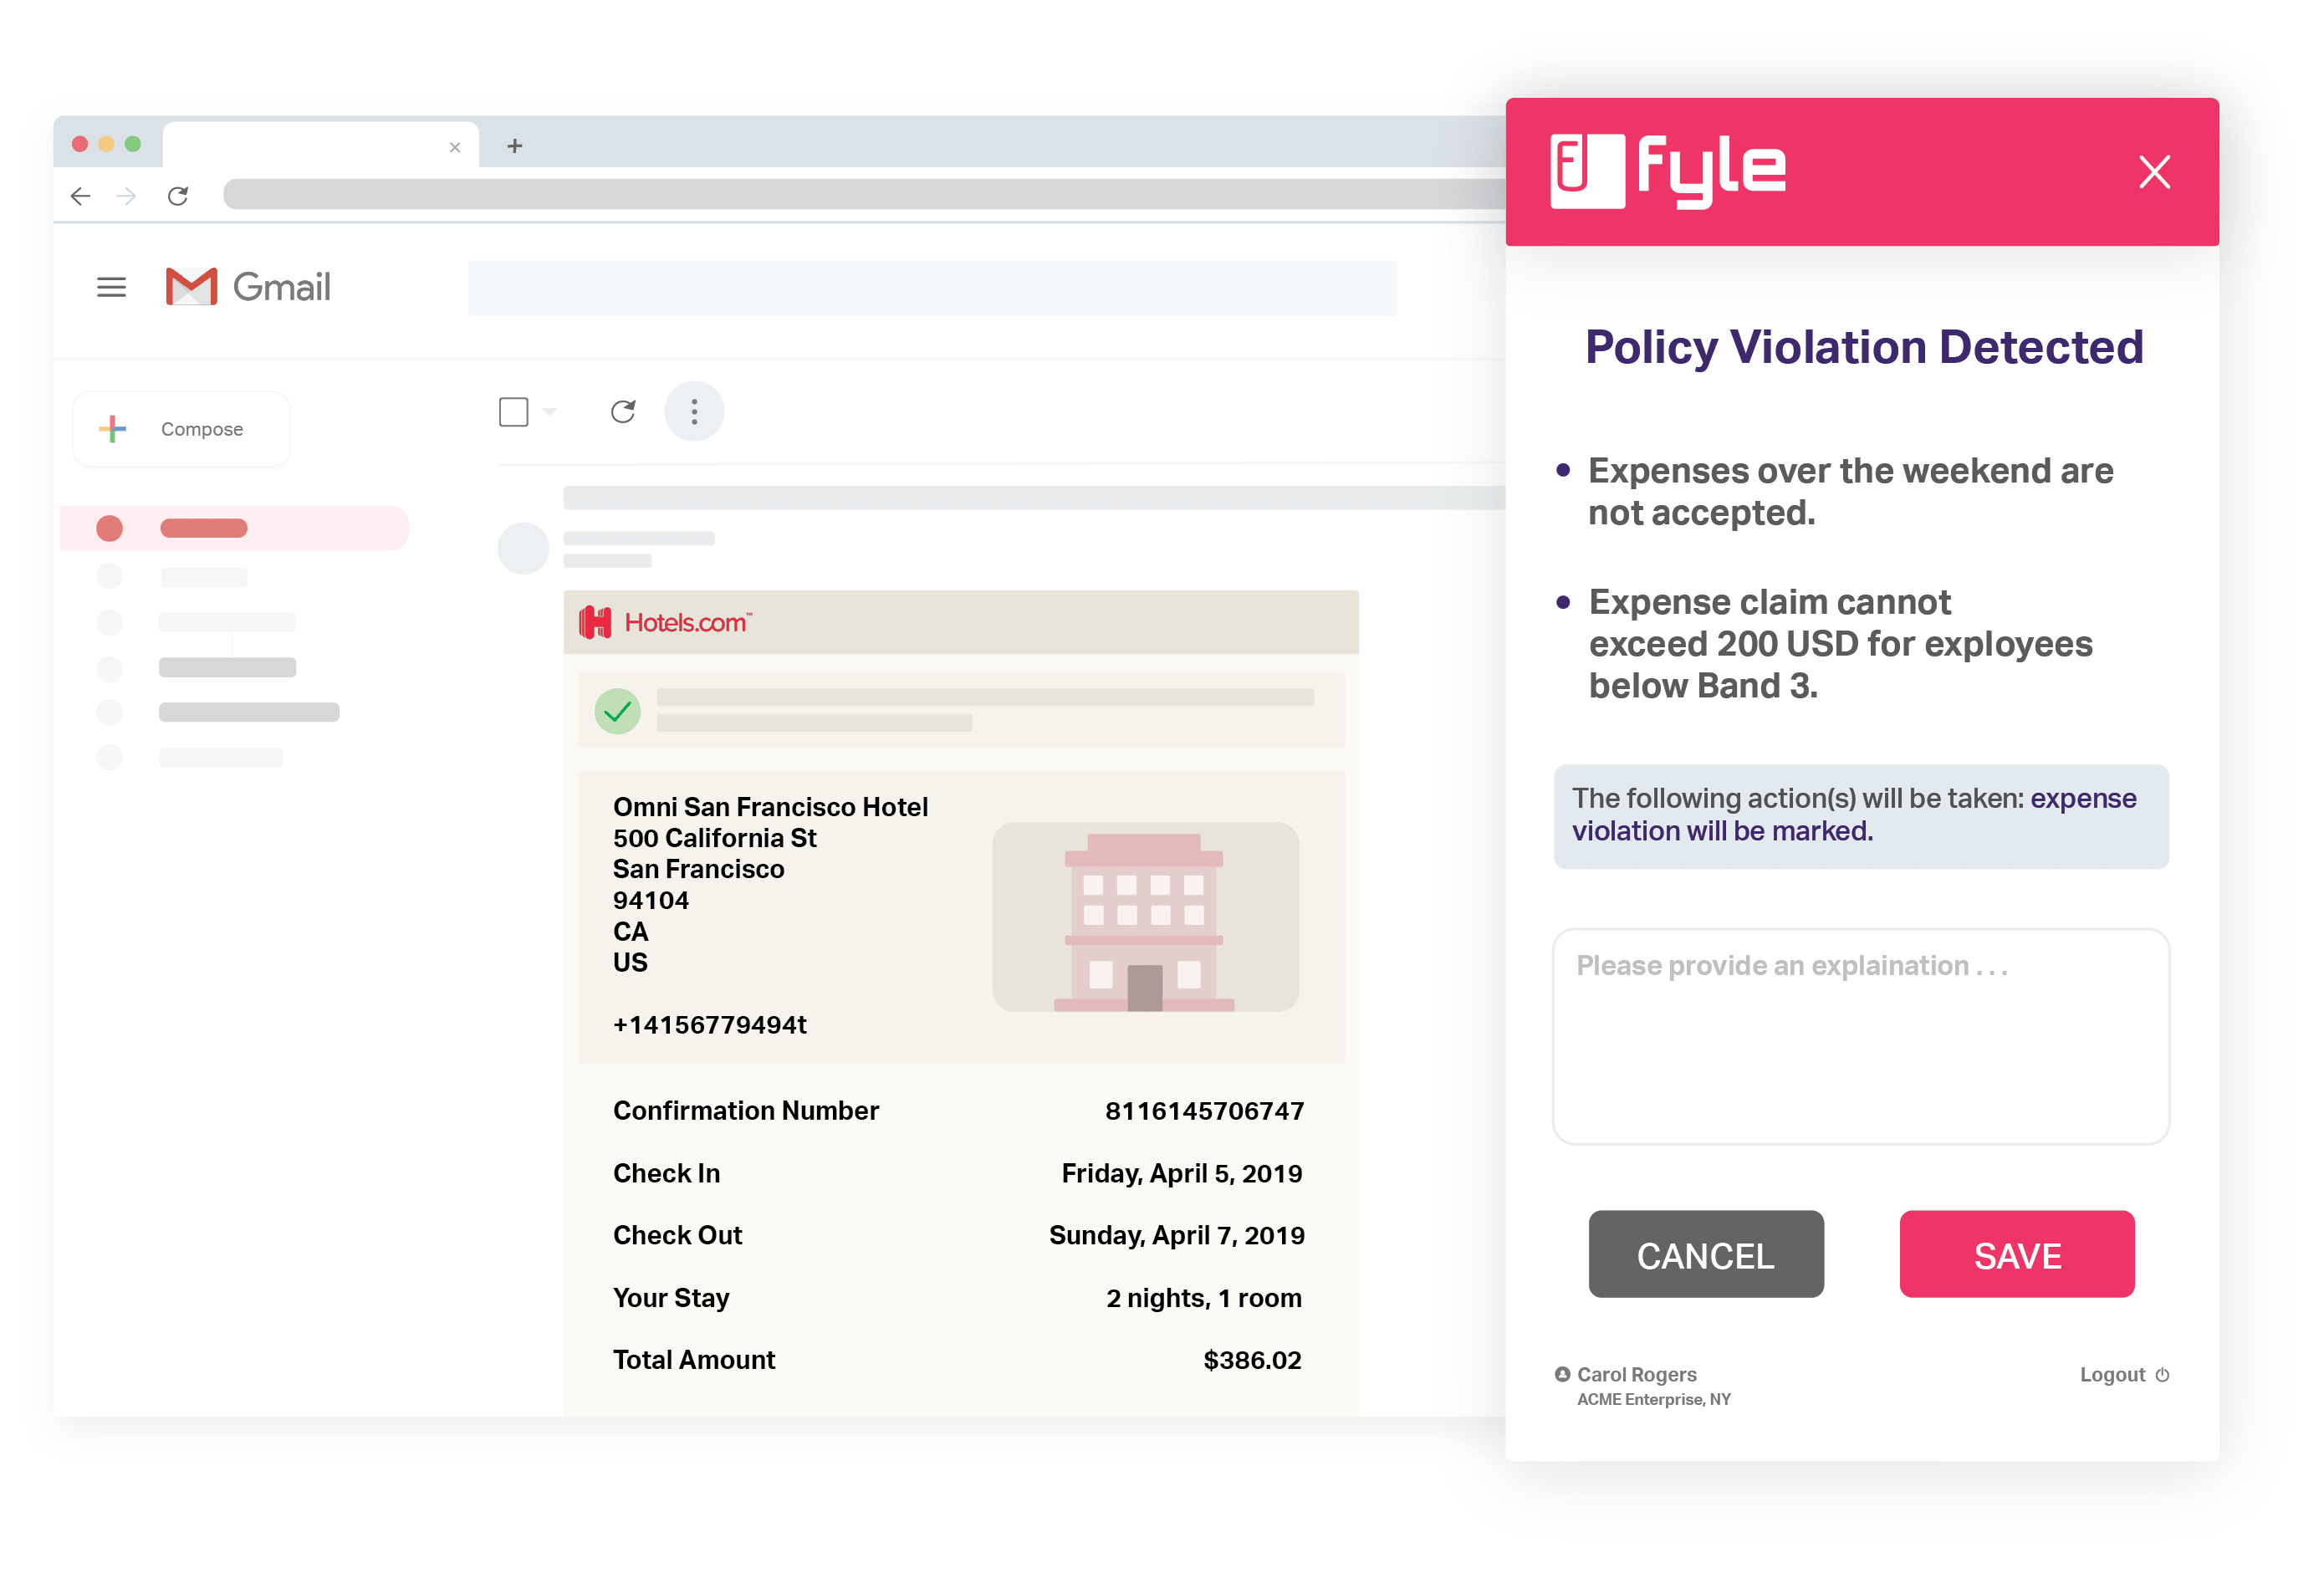 Gmail
Compose
Hotels.com™
Omni San Francisco Hotel
500 California St
San Francisco
94104
CA
US
+14156779494t
Confirmation Number 8116145706747
Check In Friday, April 5, 2019
Check Out Sunday, April 7, 2019
Your Stay 2 nights, 1 room
Total Amount $386.02
fyle
Policy Violation Detected
• Expenses over the weekend are
not accepted.
• Expense claim cannot
exceed 200 USD for exployees
below Band 3.
The following action(s) will be taken: expense
violation will be marked.
Please provide an explaination . . .
CANCEL SAVE
Carol Rogers Logout
ACME Enterprise, NY